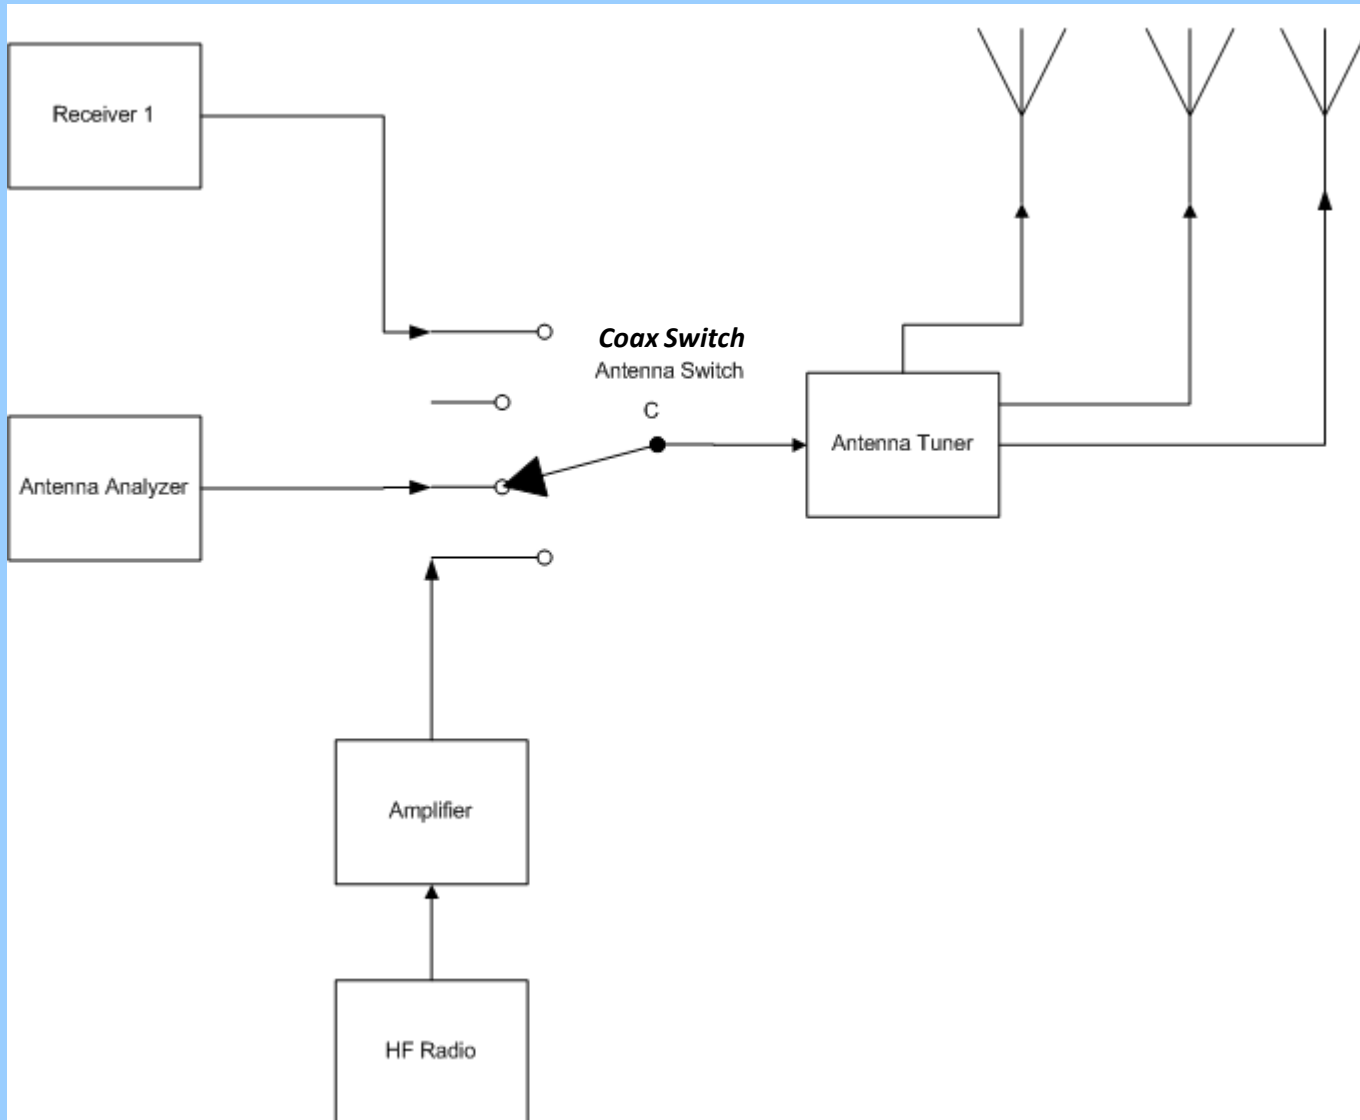 Receiver 1
Coax Switch
Antenna Switch
C
Antenna Tuner
Antenna Analyzer
Amplifier
HF Radio